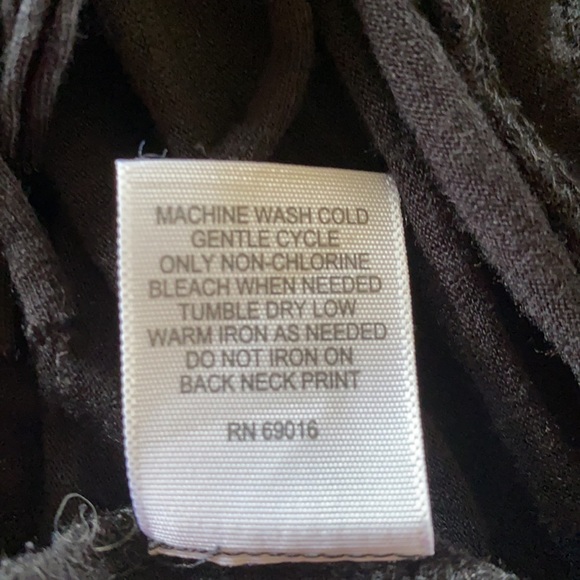 MACHINE WASH COLD
GENTLE CYCLE
ONLY NON-CHLORINE
BLEACH WHEN NEEDED
TUMBLE DRY LOW
WARM IRON AS NEEDED
DO NOT IRON ON
BACK NECK PRINT
RN 69016